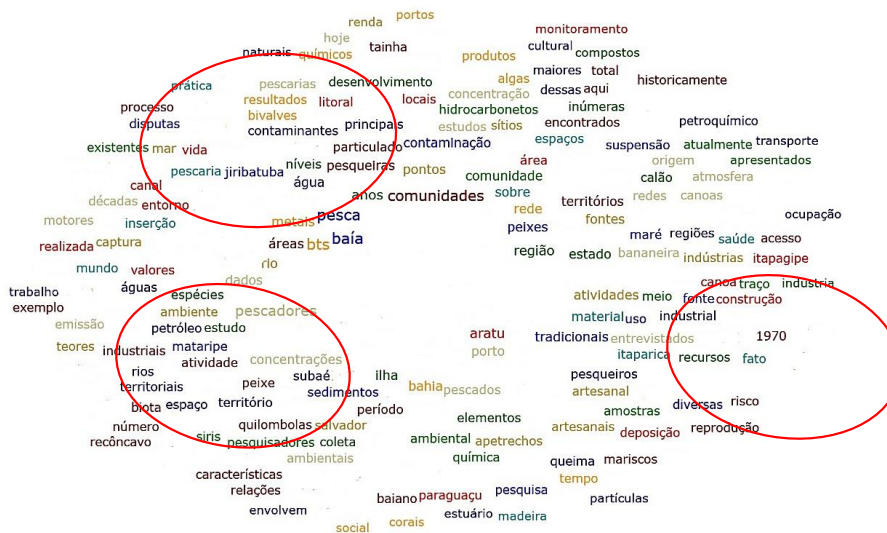 portos
renda
monitoramento
hoje
cultural
naturais químicos tainha
produtos compostos
maiores total
prática pescarias desenvolvimento algas dessas aqui historicamente
resultados litoral locais concentração
processo bivalves hidrocarbonetos inúmeras
disputas contaminantes principais estudos sítios encontrados petroquímico
existentes mar vida particulado contaminação espaços suspensão atualmente transporte
pescaria jiribatuba níveis pesqueiras pontos área origem apresentados
canal água comunidade calão atmosfera
décadas entorno anos comunidades sobre territórios redes canoas
motores inserção metais pesca rede fontes ocupação
realizada captura áreas bts baía peixes maré regiões saúde acesso
rio região estado bananeira indústrias itapagipe
mundo valores dados
trabalho águas espécies canoa traço industria
exemplo ambiente pescadores atividades meio fonte construção
emissão petróleo estudo material uso industrial
teores industriais mataripe aratu tradicionais entrevistados 1970
atividade concentrações porto itaparica recursos fato
rios subaé ilha pesqueiros
territoriais peixe sedimentos bahia pescados artesanal
biota espaço território período amostras diversas risco
número quilombolas salvador elementos artesanais deposição reprodução
recôncavo siris pesquisadores coleta ambiental apetrechos
ambientais química queima mariscos
características tempo
relações baiano paraguaçu pesquisa partículas
envolvem estuário madeira
social corais